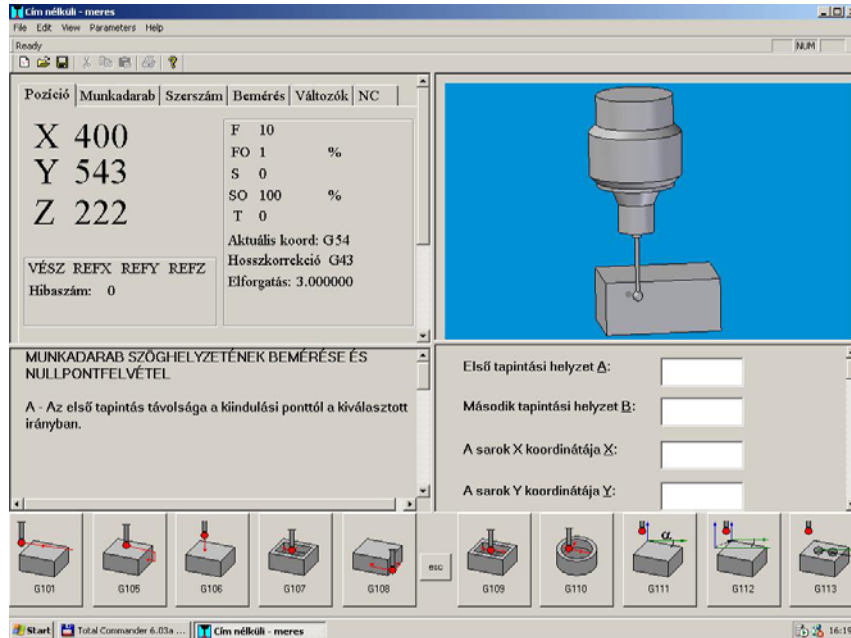 Cím nélküli - meres
File Edit View Parameters Help
Ready
NUM
Pozíció Munkadarab Szerszám Bemérés Változók NC
X 400
Y 543
Z 222
VÉSZ REFX REFY REFZ
Hibaszám: 0
F 10
FO 1 %
S 0
SO 100 %
T 0
Aktuális koord: G54
Hosszkorrekció G43
Elforgatás: 3.000000
MUNKADARAB SZÖGHELYZETÉNEK BEMÉRÉSE ÉS
NULLPONTFELVÉTEL
A - Az első tapintás távolsága a kiindulási ponttól a kiválasztott
irányban.
Első tapintási helyzet A:
Második tapintási helyzet B:
A sarok X koordinátája X:
A sarok Y koordinátája Y:
G101
G105
G106
G107
G108
esc
G109
G110
α
G111
G112
G113
Start
Total Commander 6.03a ...
Cím nélküli - meres
16:19